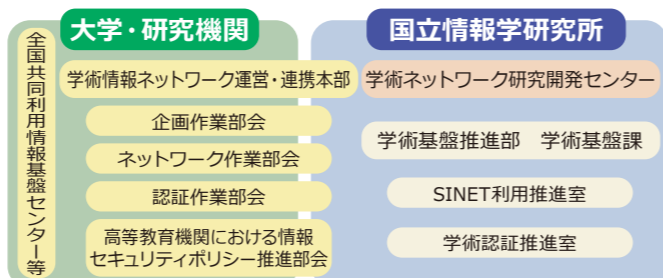 大学・研究機関
全国共同利用情報基盤センター等
学術情報ネットワーク運営・連携本部
企画作業部会
ネットワーク作業部会
認証作業部会
高等教育機関における情報
セキュリティポリシー推進部会
国立情報学研究所
学術ネットワーク研究開発センター
学術基盤推進部　学術基盤課
SINET利用推進室
学術認証推進室